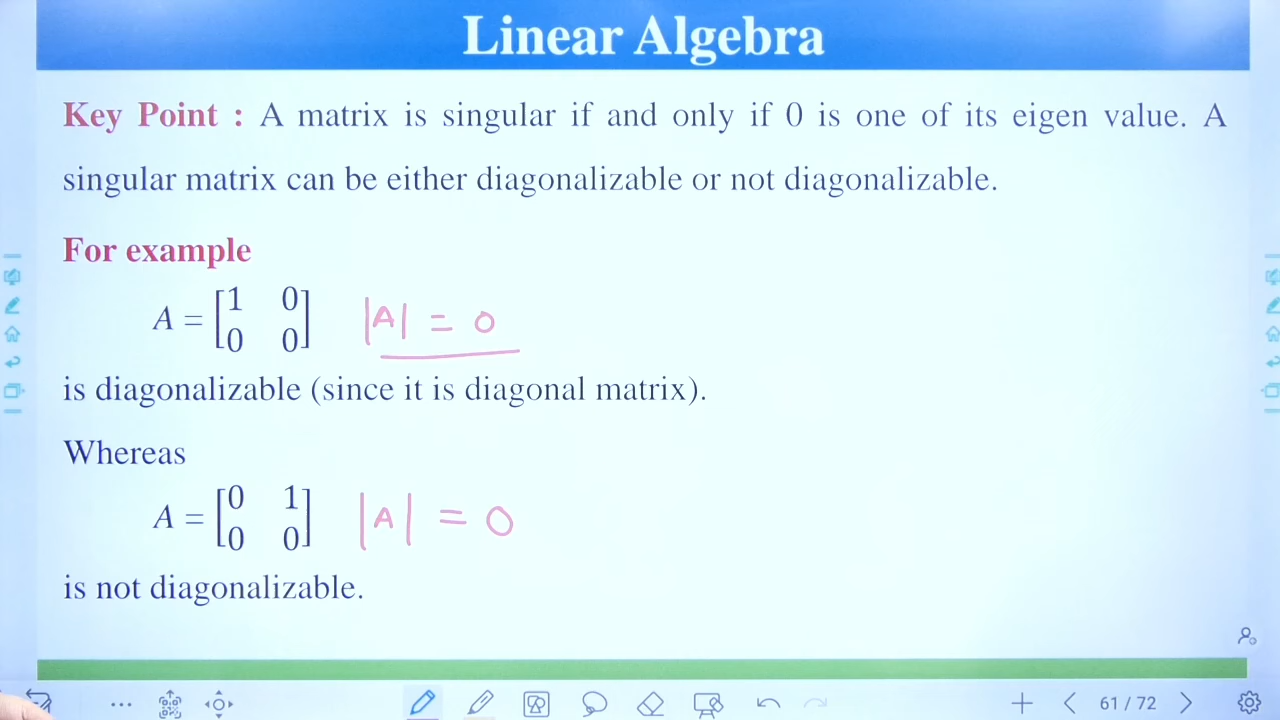 Linear Algebra
Key Point : A matrix is singular if and only if 0 is one of its eigen value. A
singular matrix can be either diagonalizable or not diagonalizable.
For example
A = [1 0
0 0] |A| = 0
is diagonalizable (since it is diagonal matrix).
Whereas
A = [0 1
0 0] |A| = 0
is not diagonalizable.
61 / 72